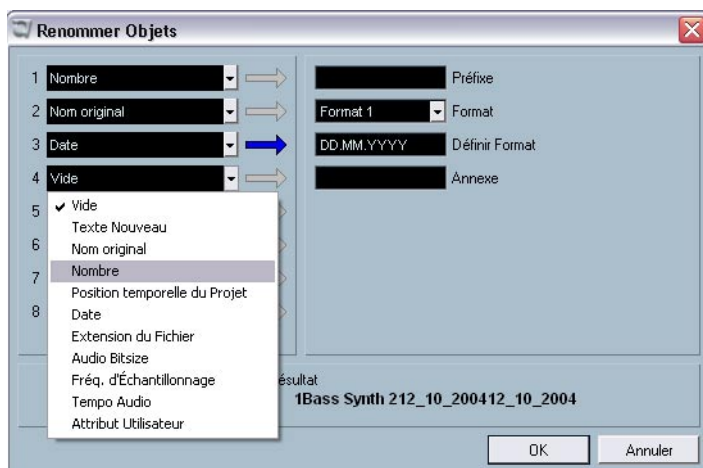 Renommer Objets
1 Nombre
Préfixe
2 Nom original
Format 1
Format
3 Date
DD.MM.YYYY
Définir Format
4 Vide
Annexe
5
6
7
8
Vide
Texte Nouveau
Nom original
Nombre
Position temporelle du Projet
Date
Extension du Fichier
Audio Bitsize
Fréq. d'Échantillonnage
Tempo Audio
Attribut Utilisateur
ésultat
1Bass Synth 212_10_200412_10_2004
OK
Annuler